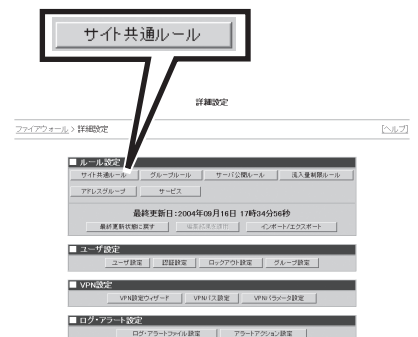 サイト共通ルール
詳細設定
ファイアウォール > 詳細設定 [ヘルプ]
■ ルール設定
サイト共通ルール グループルール サーバ公開ルール 流入量制限ルール
アドレスグループ サービス
最終更新日:2004年09月16日 17時34分56秒
最終更新状態に戻す 編集結果を適用 インポート/エクスポート
■ ユーザ設定
ユーザ設定 認証設定 ロックアウト設定 グループ設定
■ VPN設定
VPN設定ウィザード VPNパス設定 VPNパラメータ設定
■ ログ・アラート設定
ログ・アラートファイル設定 アラートアクション設定